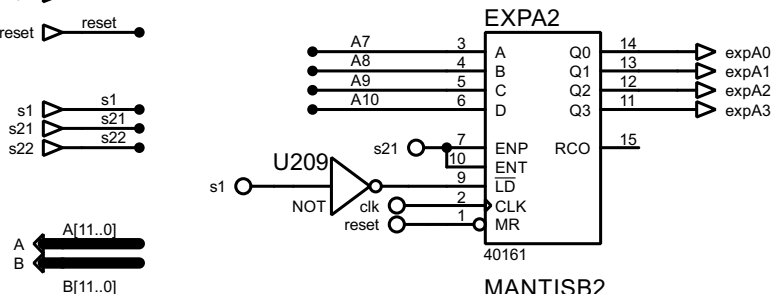 EXPA2
reset reset
A7 3 A Q0 14 expA0
A8 4 B Q1 13 expA1
A9 5 C Q2 12 expA2
A10 6 D Q3 11 expA3
s1 s1
s21 s21
s22 s22
s21 7 ENP RCO 15
10 ENT
U209
s1 9 LD
NOT
clk 2 CLK
reset 1 MR
40161
A A[11..0]
B
B[11..0]
MANTISB2